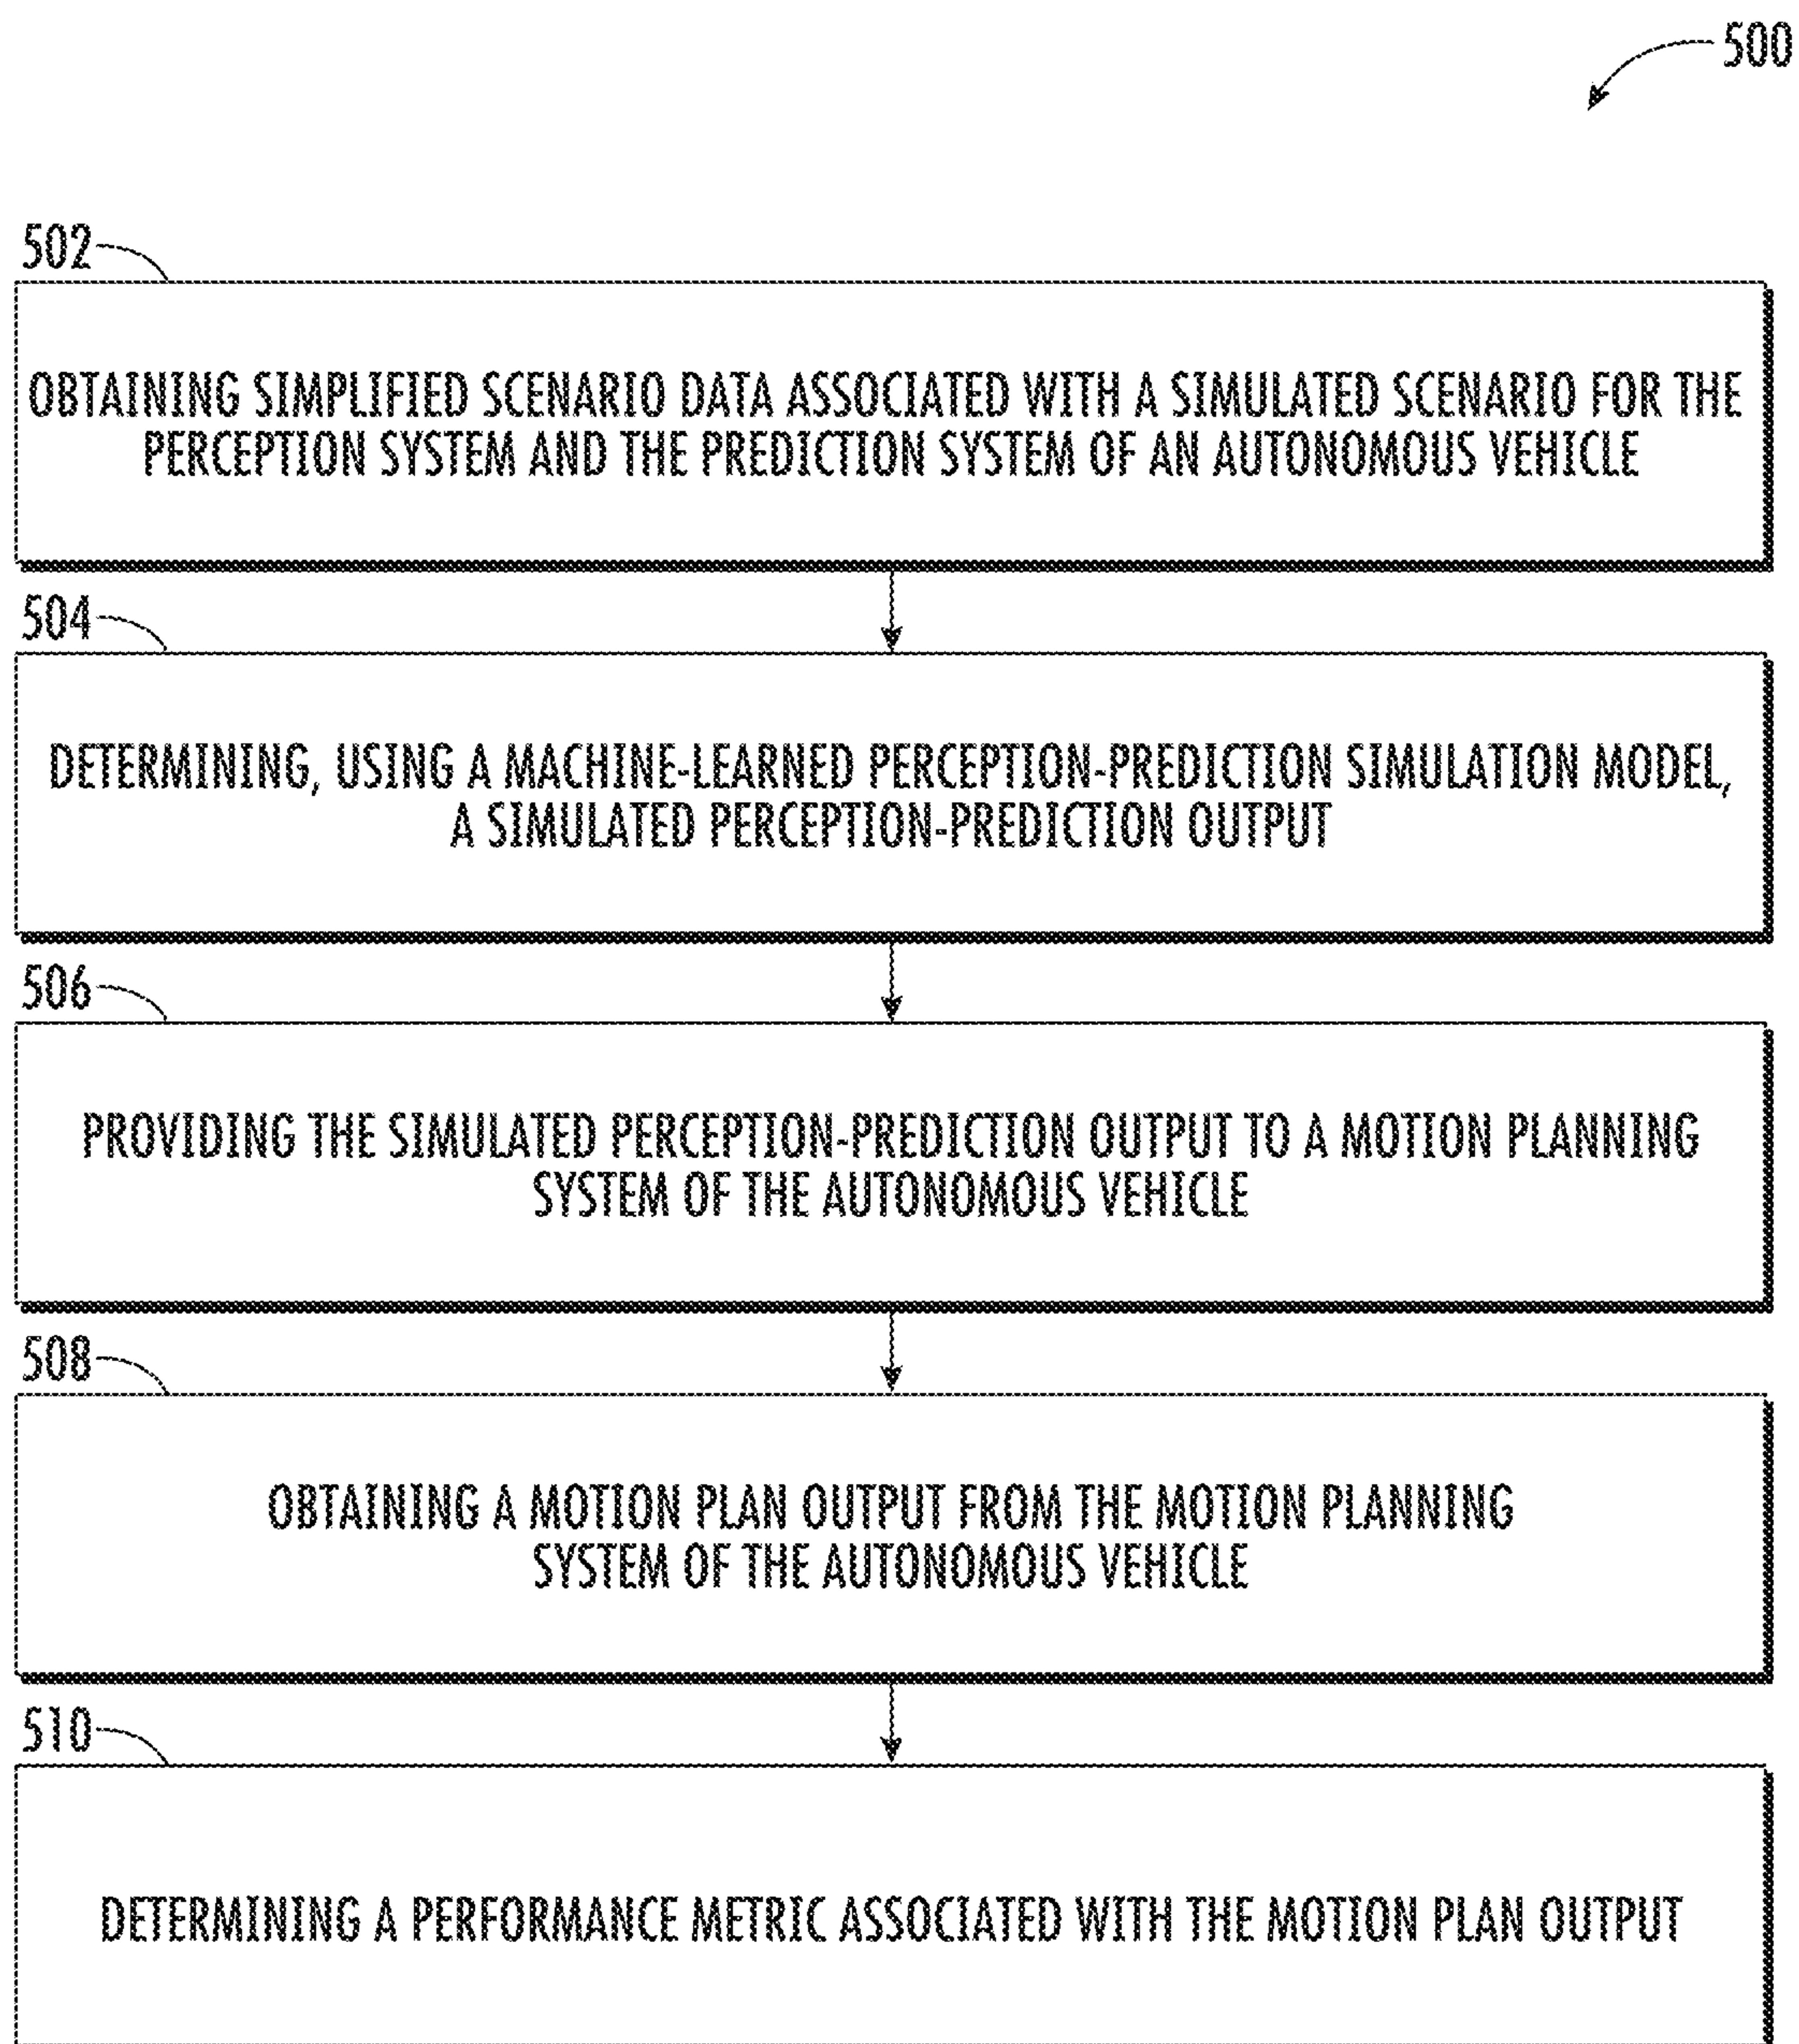 500
502
OBTAINING SIMPLIFIED SCENARIO DATA ASSOCIATED WITH A SIMULATED SCENARIO FOR THE
PERCEPTION SYSTEM AND THE PREDICTION SYSTEM OF AN AUTONOMOUS VEHICLE
504
DETERMINING, USING A MACHINE-LEARNED PERCEPTION-PREDICTION SIMULATION MODEL,
A SIMULATED PERCEPTION-PREDICTION OUTPUT
506
PROVIDING THE SIMULATED PERCEPTION-PREDICTION OUTPUT TO A MOTION PLANNING
SYSTEM OF THE AUTONOMOUS VEHICLE
508
OBTAINING A MOTION PLAN OUTPUT FROM THE MOTION PLANNING
SYSTEM OF THE AUTONOMOUS VEHICLE
510
DETERMINING A PERFORMANCE METRIC ASSOCIATED WITH THE MOTION PLAN OUTPUT